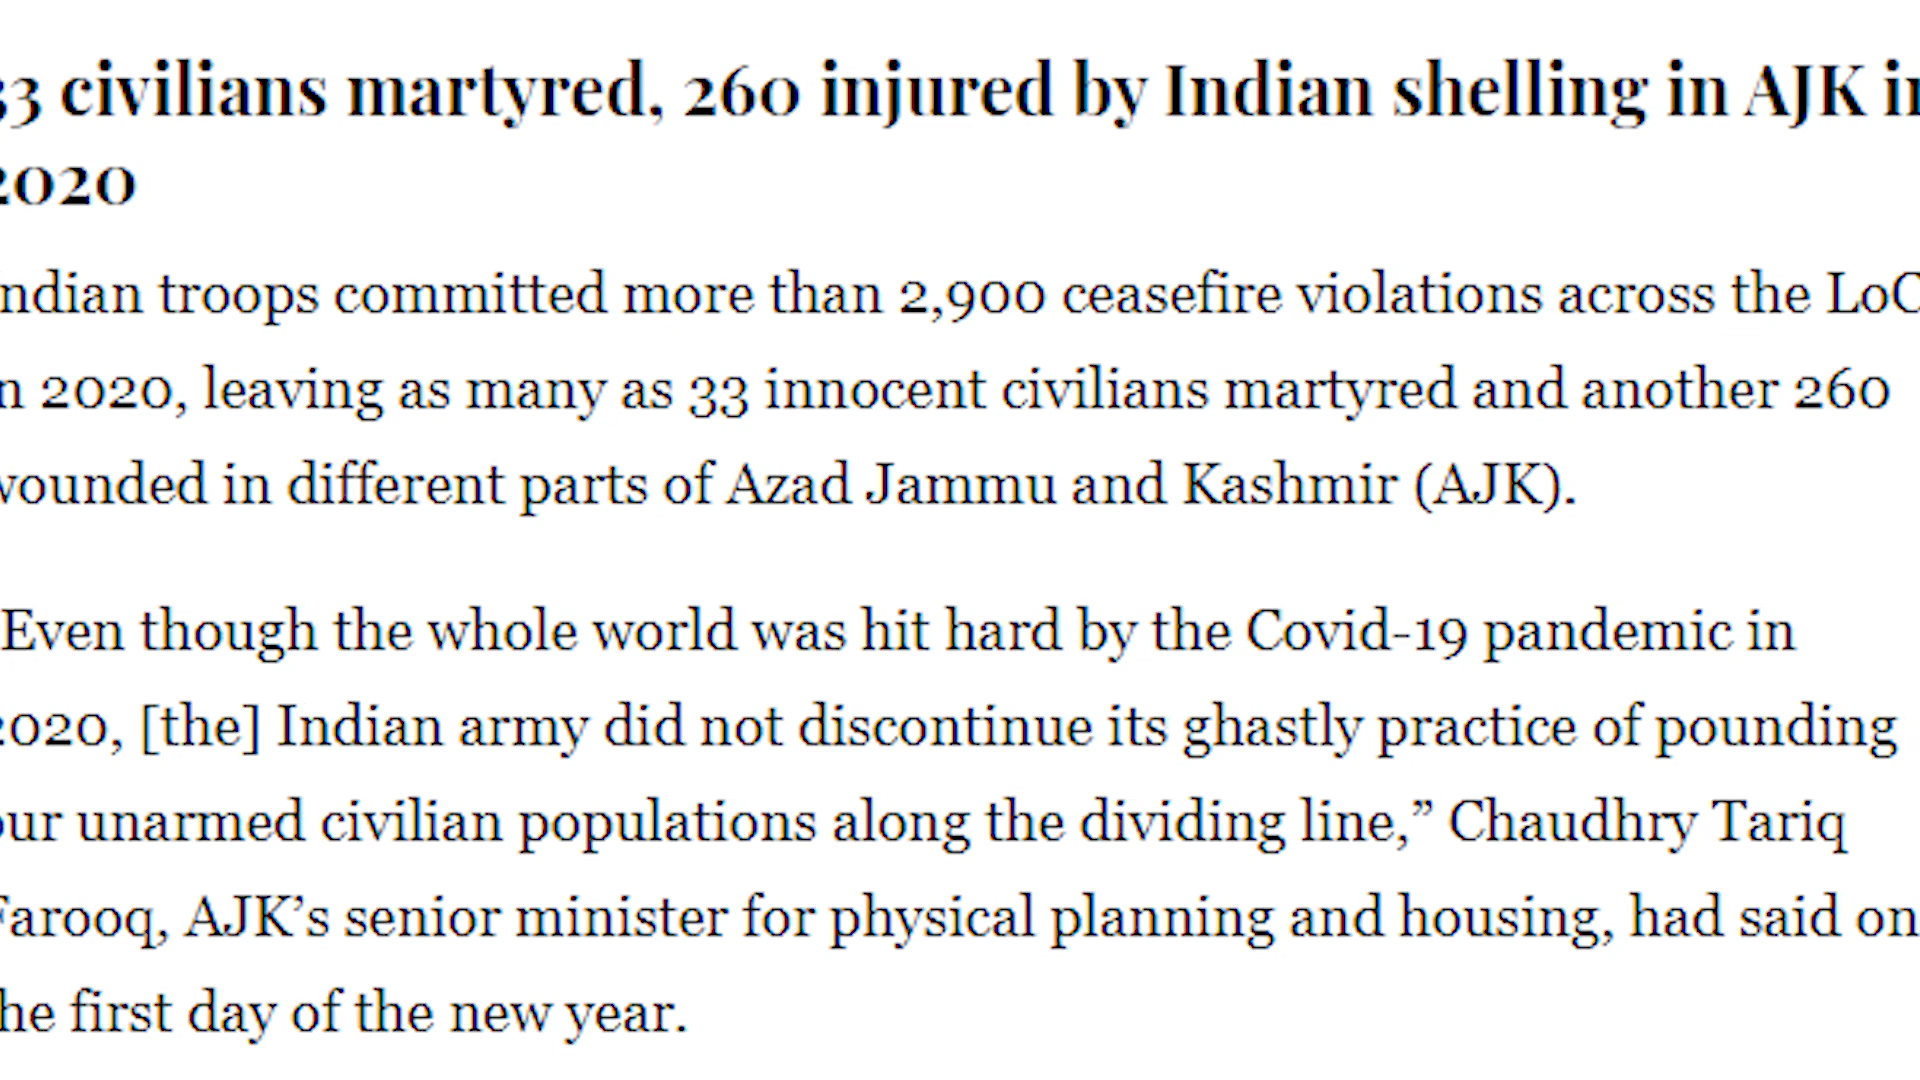 33 civilians martyred, 260 injured by Indian shelling in AJK in
2020
Indian troops committed more than 2,900 ceasefire violations across the LoC
in 2020, leaving as many as 33 innocent civilians martyred and another 260
wounded in different parts of Azad Jammu and Kashmir (AJK).
Even though the whole world was hit hard by the Covid-19 pandemic in
2020, [the] Indian army did not discontinue its ghastly practice of pounding
our unarmed civilian populations along the dividing line,” Chaudhry Tariq
Farooq, AJK’s senior minister for physical planning and housing, had said on
the first day of the new year.